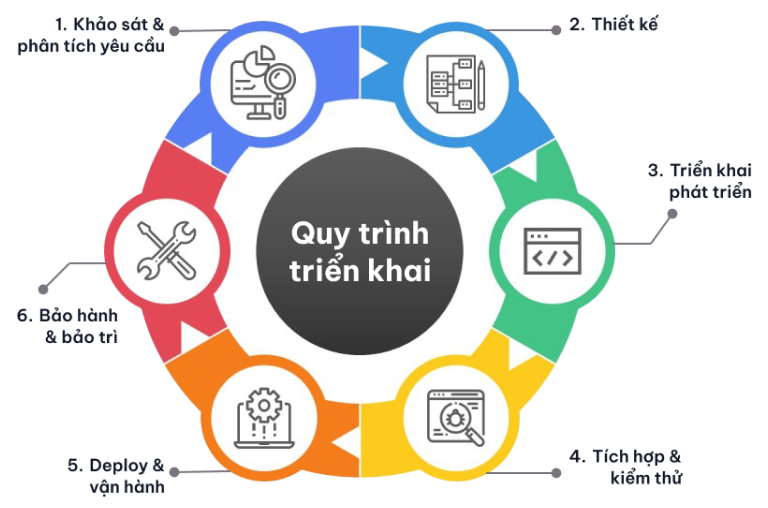 1. Khảo sát &
phân tích yêu cầu
2. Thiết kế
3. Triển khai
phát triển
Quy trình
triển khai
6. Bảo hành
& bảo trì
5. Deploy &
vận hành
4. Tích hợp &
kiểm thử